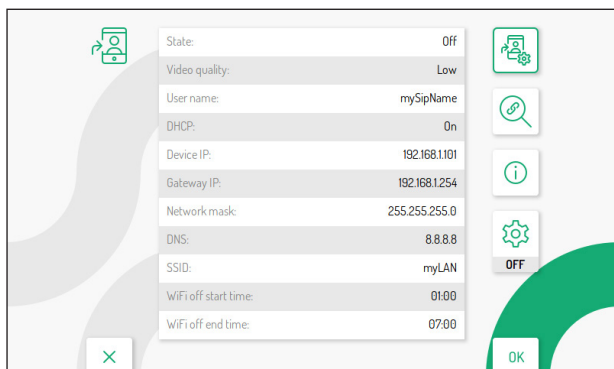 State: Off
Video quality: Low
User name: mySipName
DHCP: On
Device IP: 192.168.1.101
Gateway IP: 192.168.1.254
Network mask: 255.255.255.0
DNS: 8.8.8.8
OFF
SSID: myLAN
WiFi off start time: 01:00
WiFi off end time: 07:00
OK